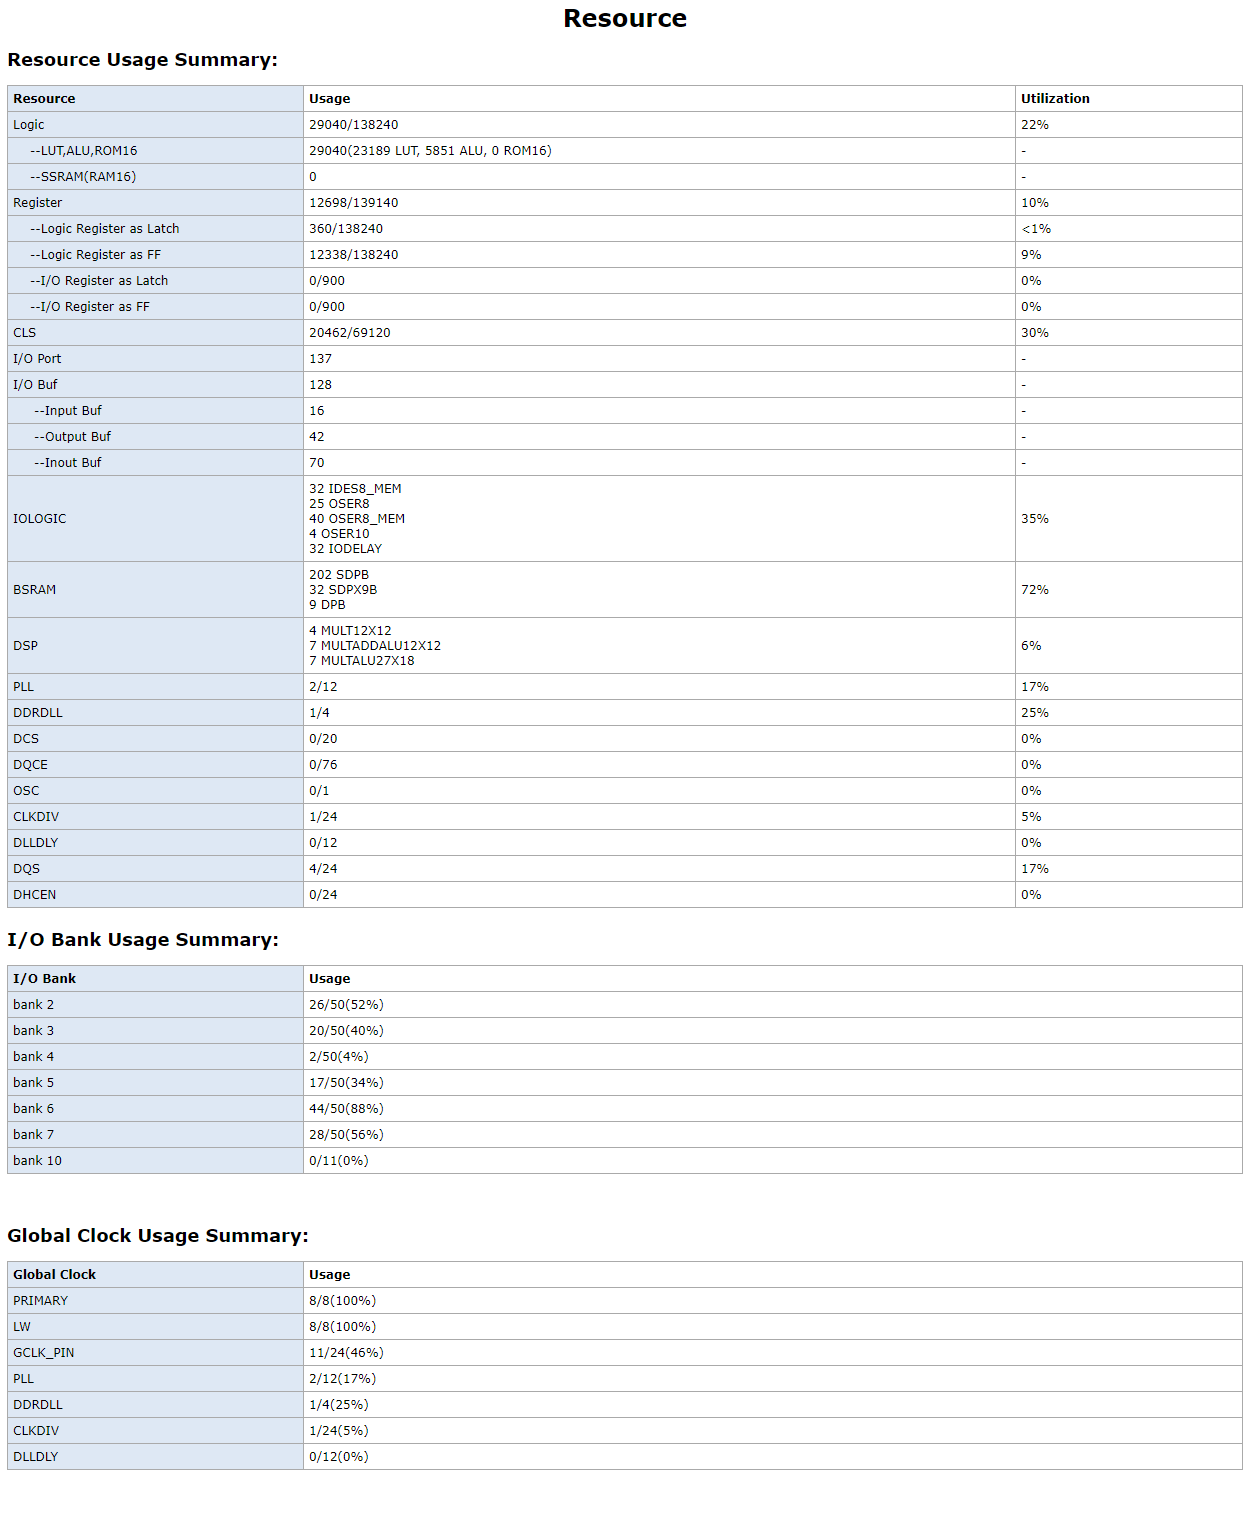 Resource
Resource Usage Summary:
Resource Usage Utilization
Logic 29040/138240 22%
--LUT,ALU,ROM16 29040(23189 LUT, 5851 ALU, 0 ROM16) -
--SSRAM(RAM16) 0 -
Register 12698/139140 10%
--Logic Register as Latch 360/138240 <1%
--Logic Register as FF 12338/138240 9%
--I/O Register as Latch 0/900 0%
--I/O Register as FF 0/900 0%
CLS 20462/69120 30%
I/O Port 137 -
I/O Buf 128 -
--Input Buf 16 -
--Output Buf 42 -
--Inout Buf 70 -
IOLOGIC
32 IDES8_MEM
25 OSER8
40 OSER8_MEM
4 OSER10
32 IODELAY
35%
BSRAM
202 SDPB
32 SDPX9B
9 DPB
72%
DSP
4 MULT12X12
7 MULTADDALU12X12
7 MULTALU27X18
6%
PLL 2/12 17%
DDRDLL 1/4 25%
DCS 0/20 0%
DQCE 0/76 0%
OSC 0/1 0%
CLKDIV 1/24 5%
DLLDLY 0/12 0%
DQS 4/24 17%
DHCEN 0/24 0%
I/O Bank Usage Summary:
I/O Bank Usage
bank 2 26/50(52%)
bank 3 20/50(40%)
bank 4 2/50(4%)
bank 5 17/50(34%)
bank 6 44/50(88%)
bank 7 28/50(56%)
bank 10 0/11(0%)
Global Clock Usage Summary:
Global Clock Usage
PRIMARY 8/8(100%)
LW 8/8(100%)
GCLK_PIN 11/24(46%)
PLL 2/12(17%)
DDRDLL 1/4(25%)
CLKDIV 1/24(5%)
DLLDLY 0/12(0%)